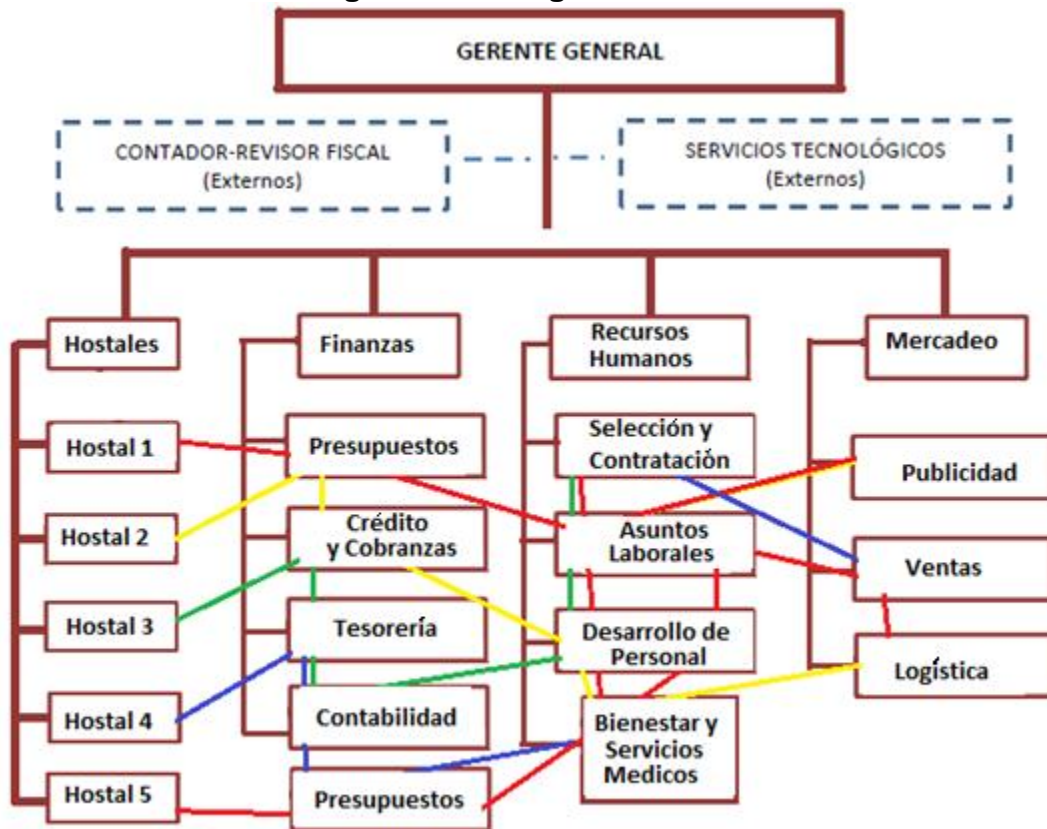 GERENTE GENERAL
CONTADOR-REVISOR FISCAL
(Externos)
SERVICIOS TECNOLÓGICOS
(Externos)
Hostales
Hostal 1
Hostal 2
Hostal 3
Hostal 4
Hostal 5
Finanzas
Presupuestos
Crédito
y Cobranzas
Tesorería
Contabilidad
Presupuestos
Recursos
Humanos
Selección y
Contratación
Asuntos
Laborales
Desarrollo de
Personal
Bienestar y
Servicios
Medicos
Mercadeo
Publicidad
Ventas
Logística